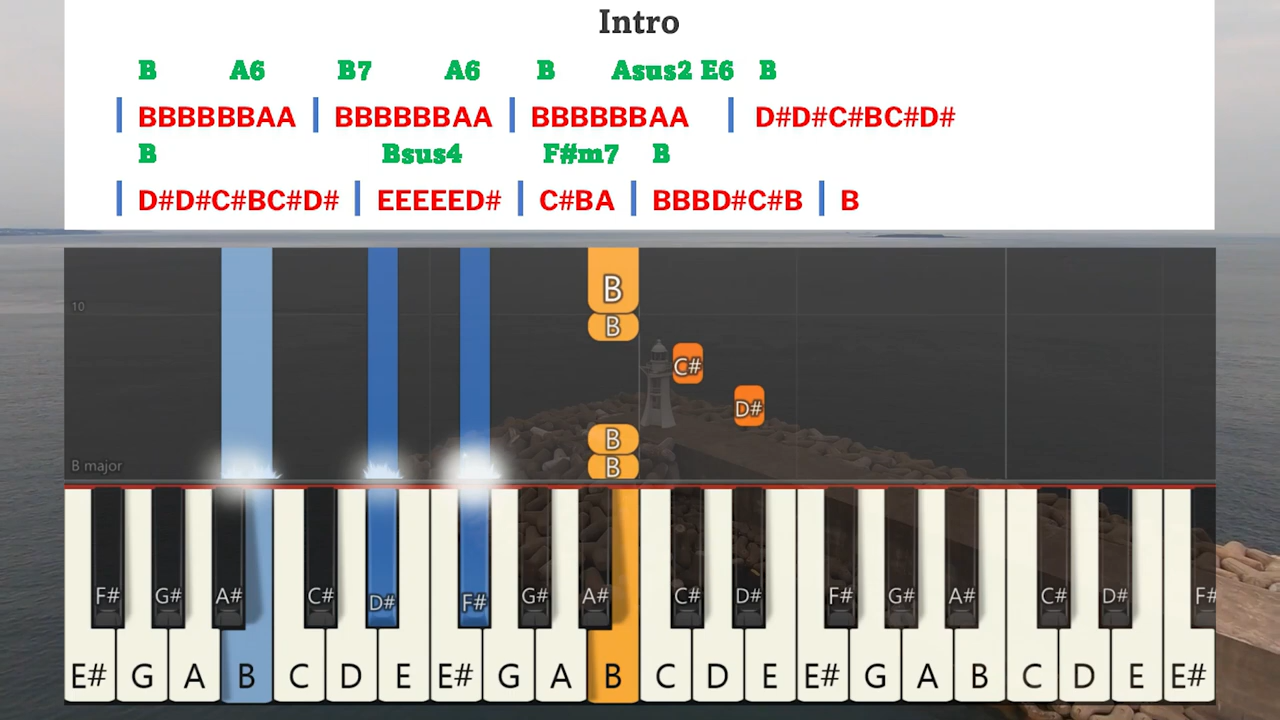 Intro
B A6 B7 A6 B Asus2 E6 B
| BBBBBBAA | BBBBBBAA | BBBBBBAA | D#D#C#BC#D#
B Bsus4 F#m7 B
| D#D#C#BC#D# | EEEEED# | C#BA | BBBD#C#B | B
B
10
B
C#
D#
B
B major
B
F# G# A# C# D# F# G# A# C# D# F# G# A# C# D# F#
E# G A B C D E E# G A B C D E E# G A B C D E E#